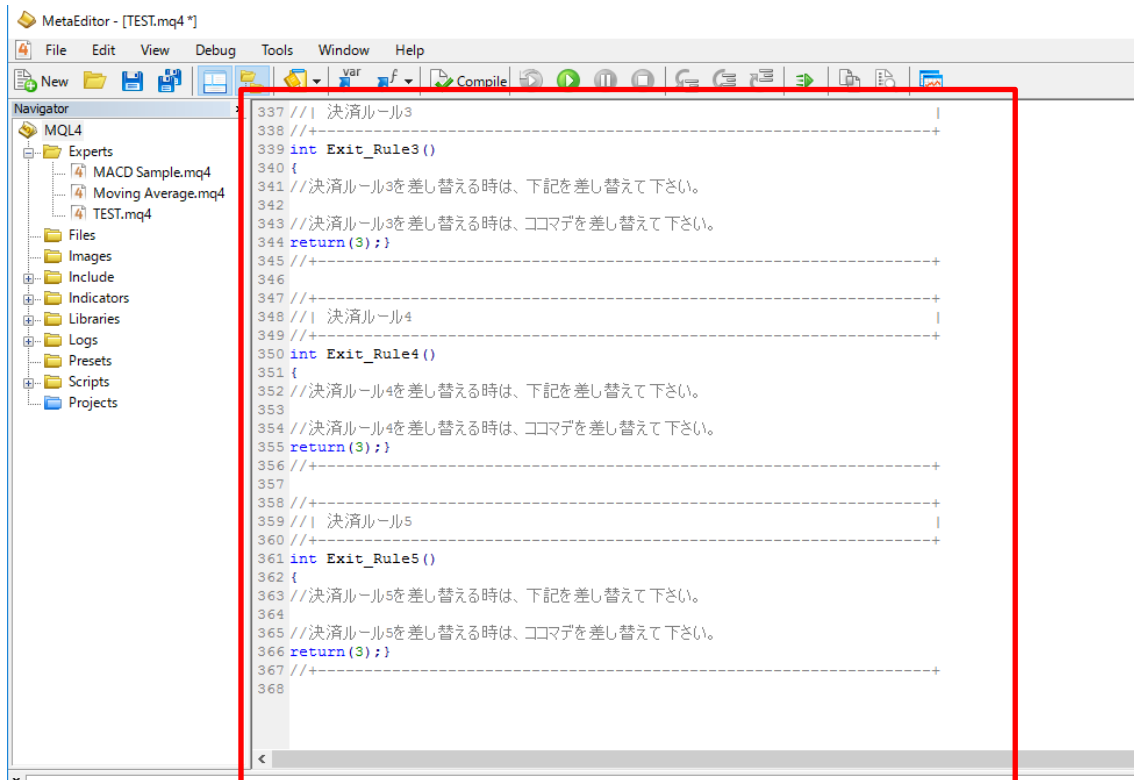 MetaEditor - [TEST.mq4 *]
File Edit View Debug Tools Window Help
New var f Compile
Navigator
MQL4
Experts
MACD Sample.mq4
Moving Average.mq4
TEST.mq4
Files
Images
Include
Indicators
Libraries
Logs
Presets
Scripts
Projects
337 //| 決済ルール3 |
338 //+------------------------------------------------------------------+
339 int Exit_Rule3()
340 {
341 //決済ルール3を差し替える時は、下記を差し替えて下さい。
342
343 //決済ルール3を差し替える時は、ココマデを差し替えて下さい。
344 return(3);}
345 //+------------------------------------------------------------------+
346
347 //+------------------------------------------------------------------+
348 //| 決済ルール4 |
349 //+------------------------------------------------------------------+
350 int Exit_Rule4()
351 {
352 //決済ルール4を差し替える時は、下記を差し替えて下さい。
353
354 //決済ルール4を差し替える時は、ココマデを差し替えて下さい。
355 return(3);}
356 //+------------------------------------------------------------------+
357
358 //+------------------------------------------------------------------+
359 //| 決済ルール5 |
360 //+------------------------------------------------------------------+
361 int Exit_Rule5()
362 {
363 //決済ルール5を差し替える時は、下記を差し替えて下さい。
364
365 //決済ルール5を差し替える時は、ココマデを差し替えて下さい。
366 return(3);}
367 //+------------------------------------------------------------------+
368